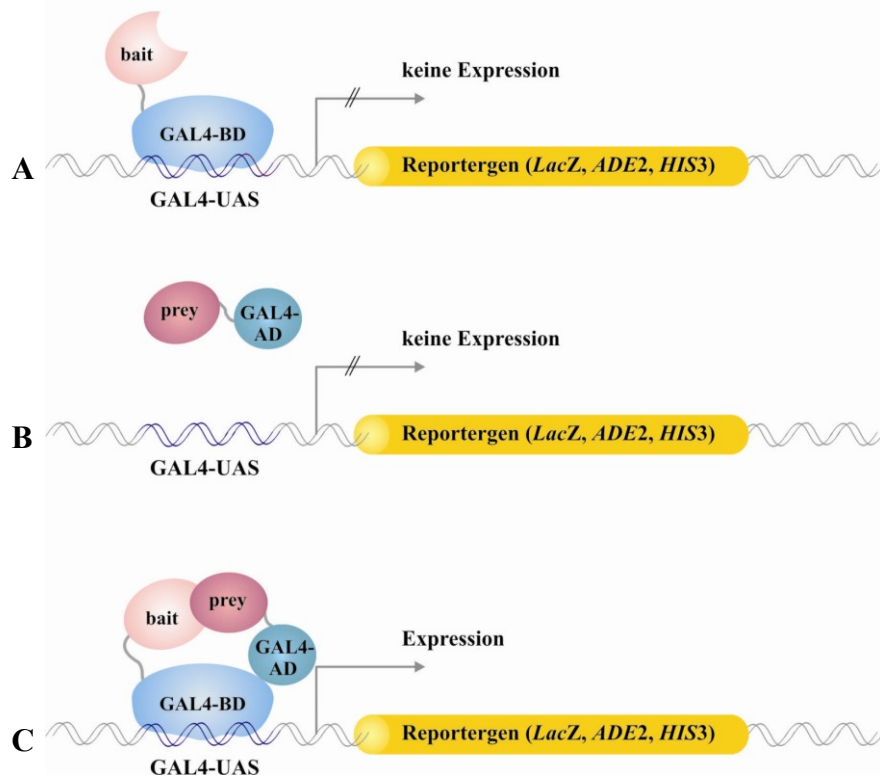 bait
keine Expression
GAL4-BD
A
Reportergen (LacZ, ADE2, HIS3)
GAL4-UAS
prey
GAL4-
AD
keine Expression
B
Reportergen (LacZ, ADE2, HIS3)
GAL4-UAS
bait
prey
GAL4-
AD
Expression
GAL4-BD
C
Reportergen (LacZ, ADE2, HIS3)
GAL4-UAS